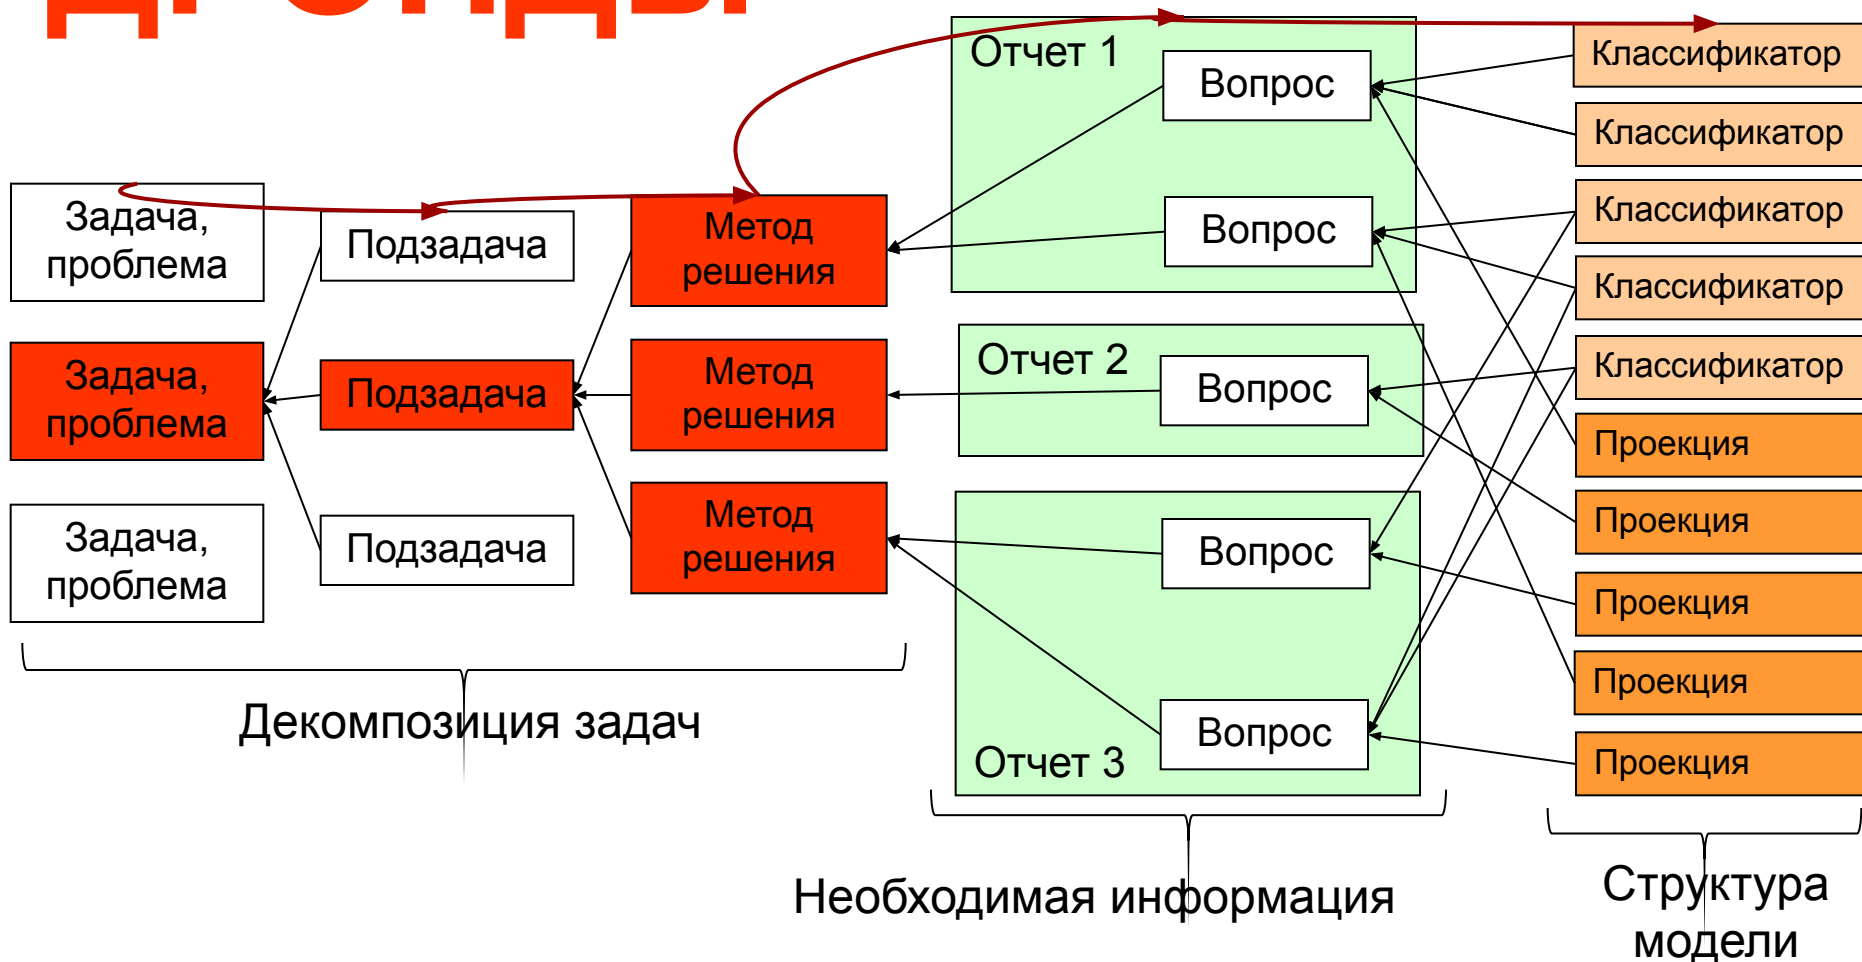 Задача,
проблема
Задача,
проблема
Задача,
проблема
Подзадача
Подзадача
Подзадача
Метод
решения
Метод
решения
Метод
решения
Декомпозиция задач
Отчет 1
Вопрос
Вопрос
Отчет 2
Вопрос
Вопрос
Вопрос
Отчет 3
Необходимая информация
Классификатор
Классификатор
Классификатор
Классификатор
Классификатор
Проекция
Проекция
Проекция
Проекция
Проекция
Структура
модели